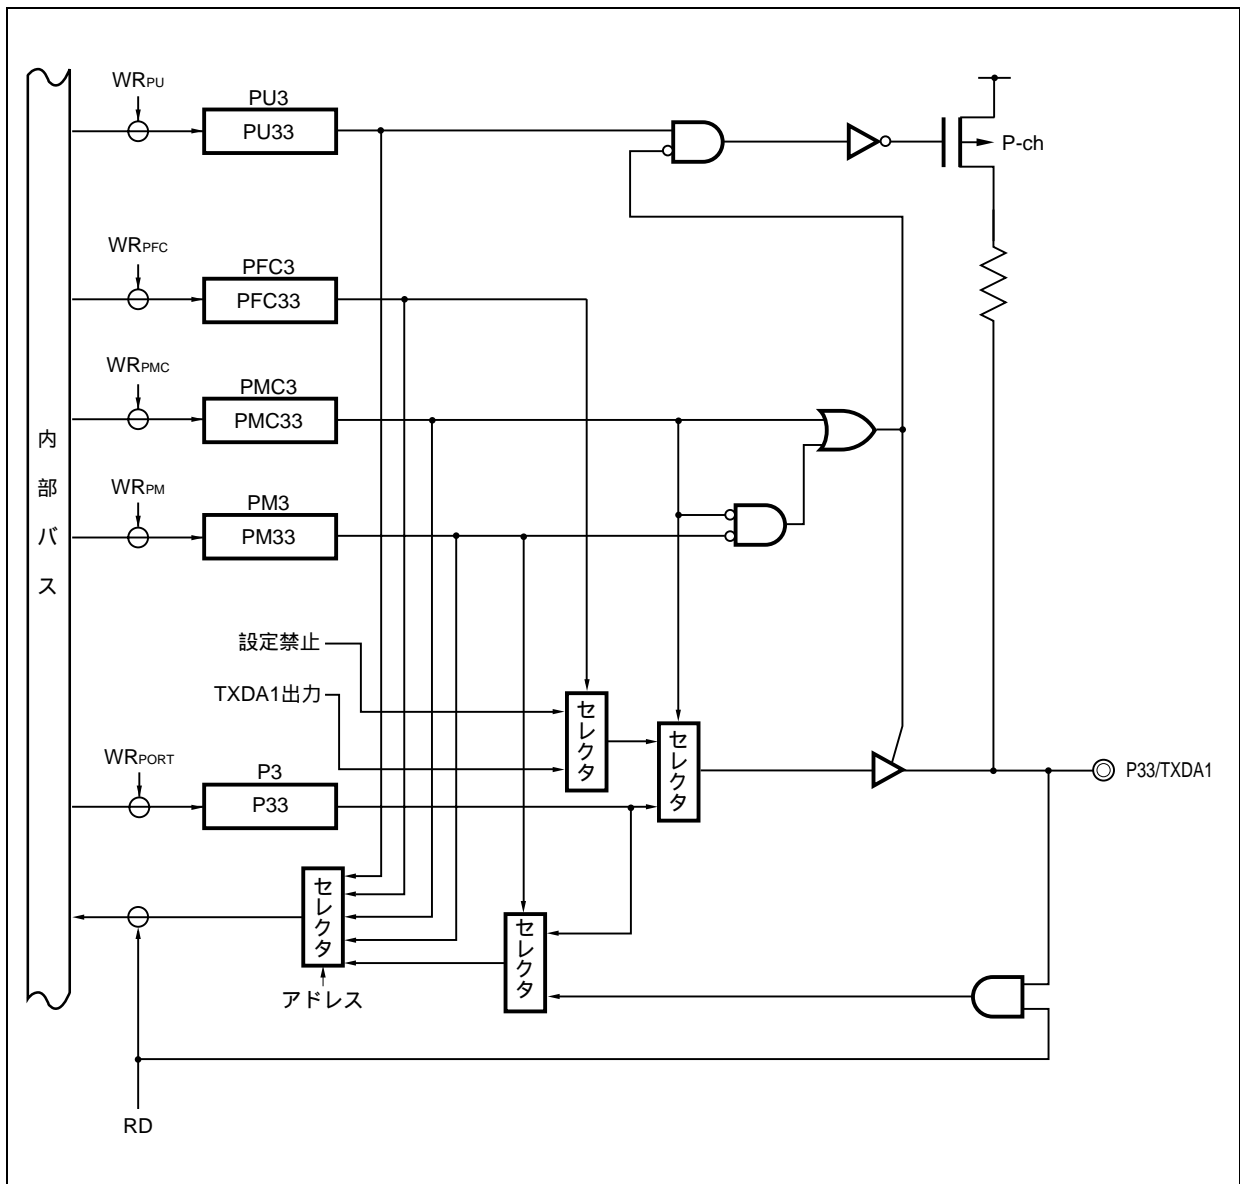 WRPU
PU3
PU33
P-ch
WRPFC
PFC3
PFC33
WRPMC
PMC3
PMC33
内部バス
WRPM
PM3
PM33
設定禁止
TXDA1出力
セレクタ
セレクタ
WRPORT
P3
P33
P33/TXDA1
セレクタ
セレクタ
アドレス
RD